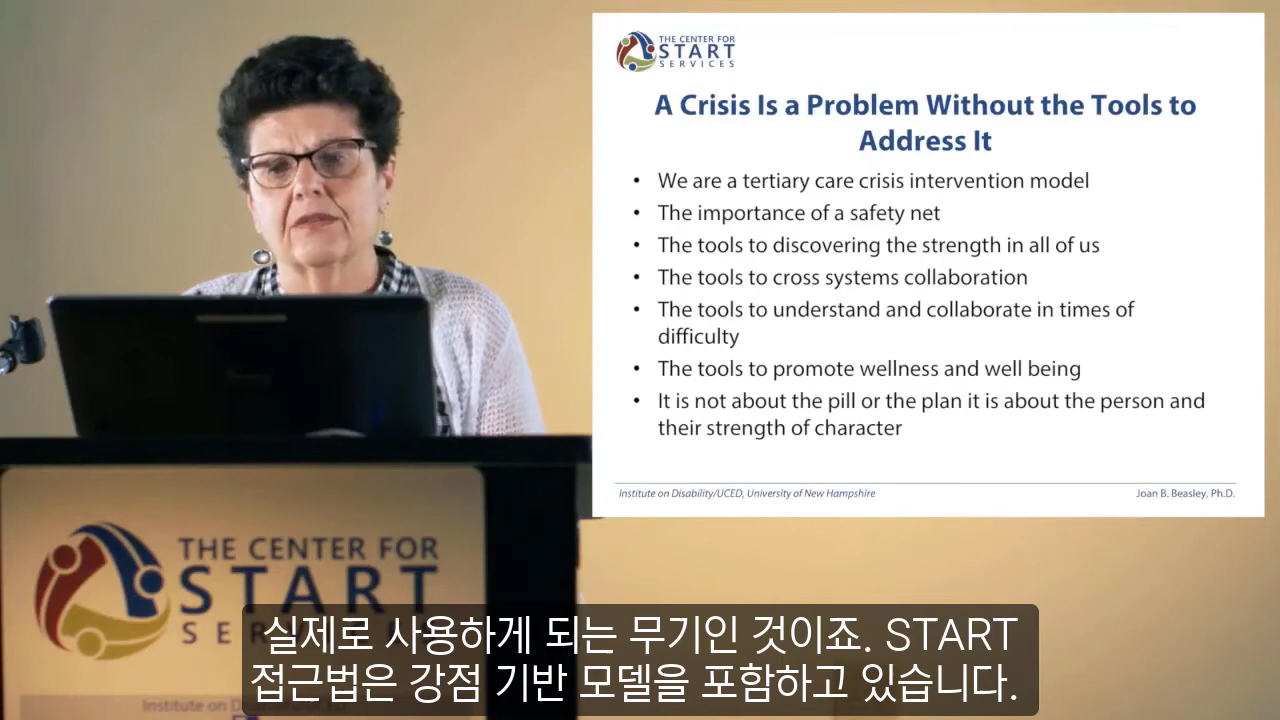 THE CENTER FOR
START
SERVICES
A Crisis Is a Problem Without the Tools to
Address It
• We are a tertiary care crisis intervention model
• The importance of a safety net
• The tools to discovering the strength in all of us
• The tools to cross systems collaboration
• The tools to understand and collaborate in times of
difficulty
• The tools to promote wellness and well being
• It is not about the pill or the plan it is about the person and
their strength of character
Institute on Disability/UCED, University of New Hampshire
Joan B. Beasley, Ph.D.
THE CENTER FOR
START
실제로 사용하게 되는 무기인 것이죠. START
접근법은 강점 기반 모델을 포함하고 있습니다.
Institute on